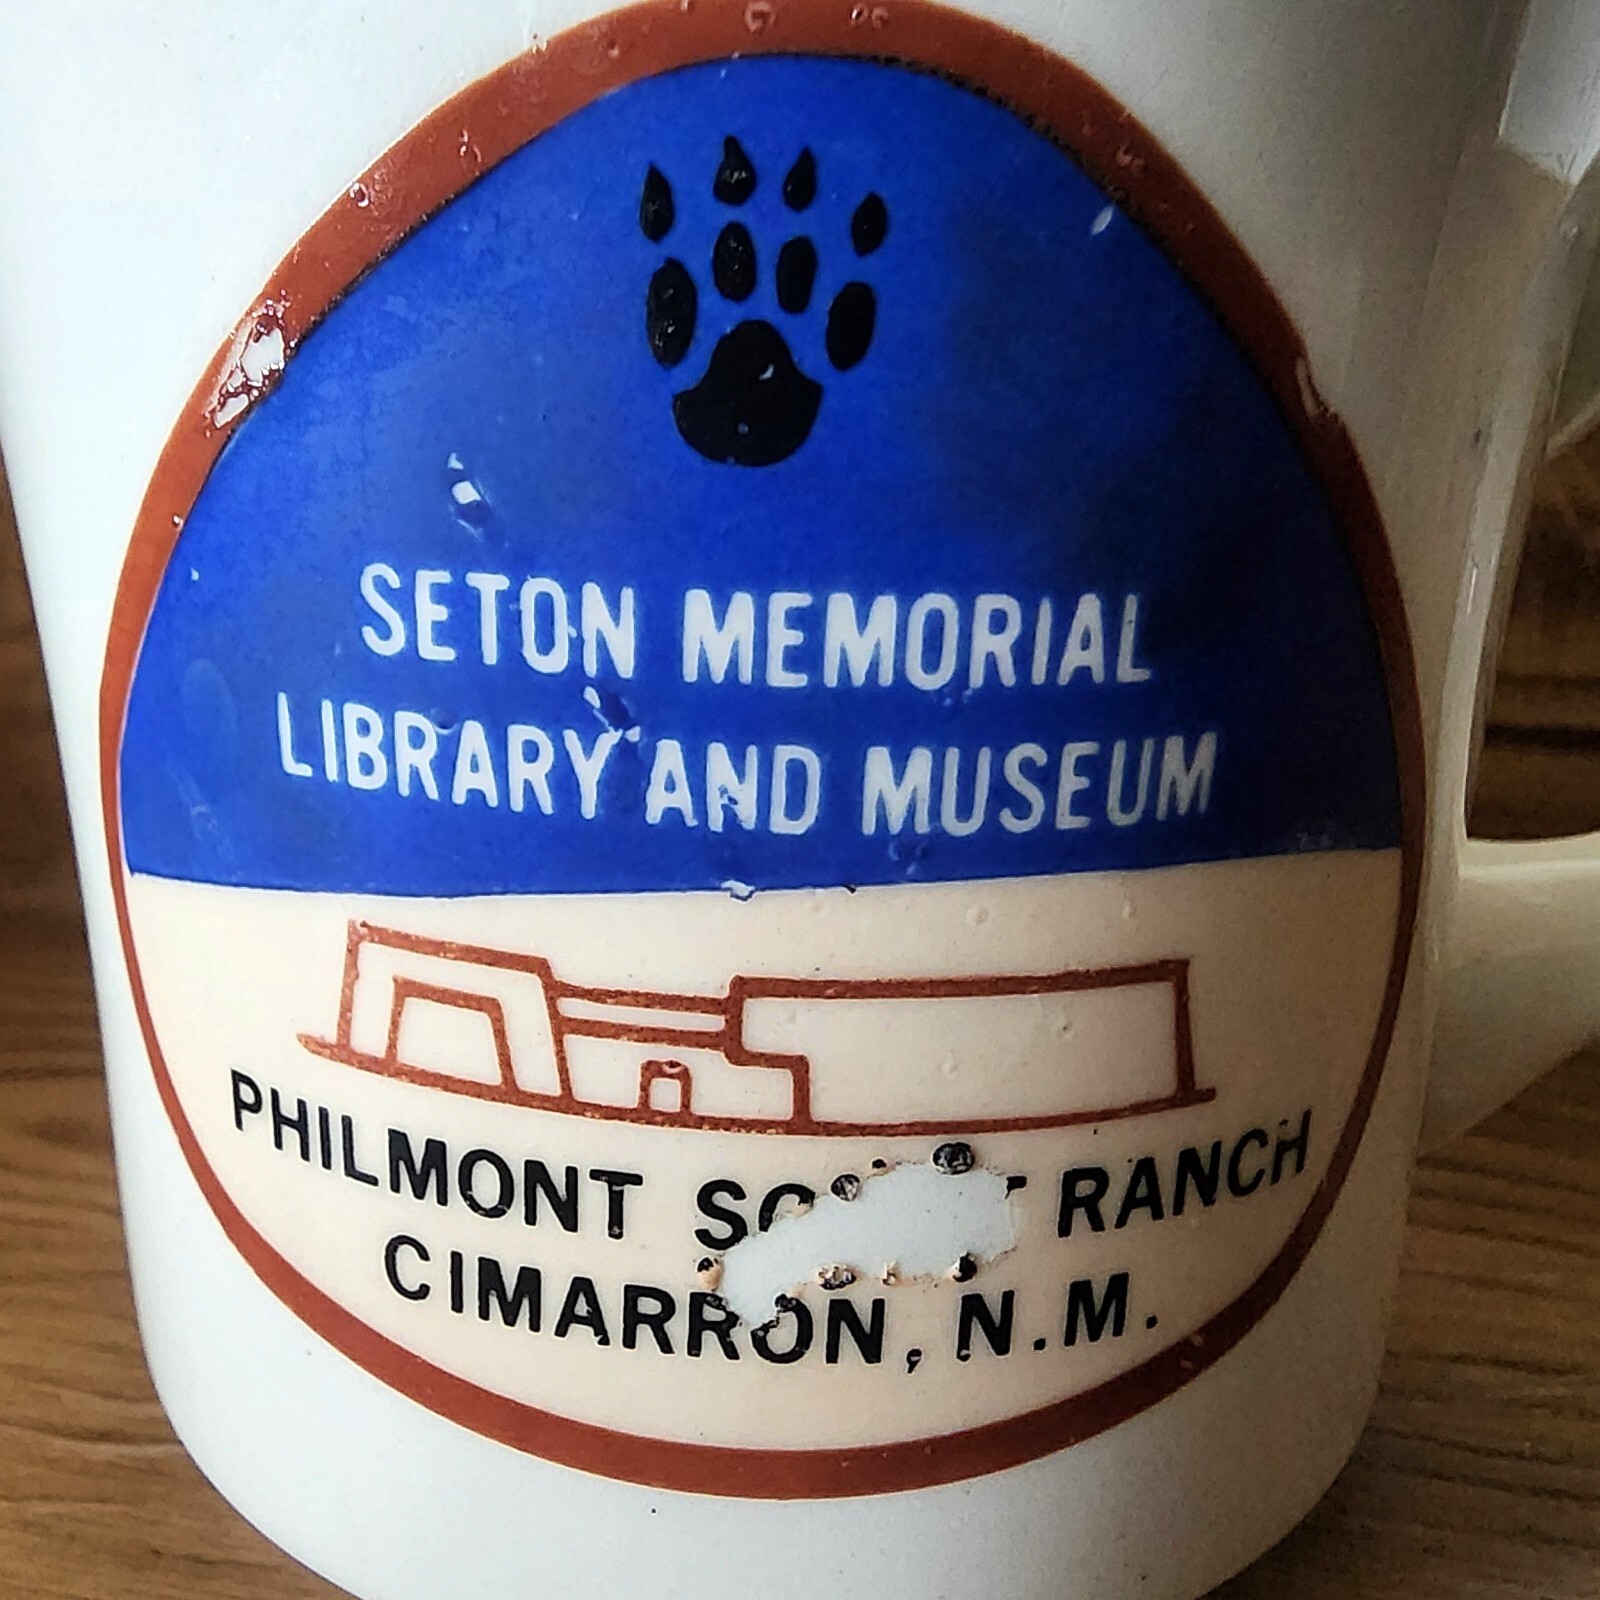 SETON MEMORIAL
LIBRARY AND MUSEUM
PHILMONT RANCH
CIMARRON, N.M.